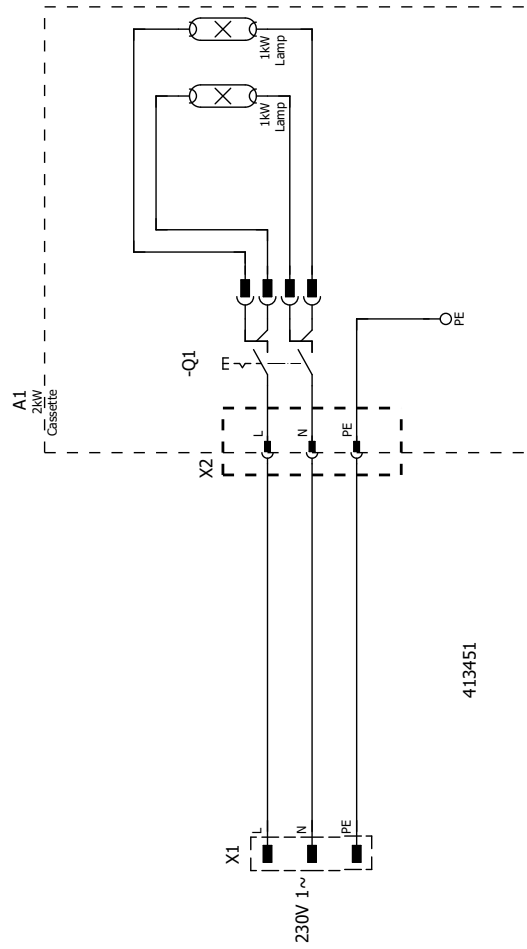 1kW
Lamp
1kW
Lamp
A1
2kW
Cassette
-Q1
PE
X2
L
N
PE
413451
X1
L
N
PE
230V 1~